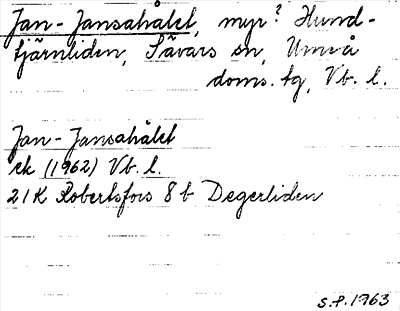 Jan-Jansahålet, myr? Hund-
tjärnliden, Sävars sn, Umeå
doms. tg, Vb. l.
Jan-Jansahålet
ek (1962) Vb. l.
21K Robertsfors 8 b Degerliden
S.P. 1963